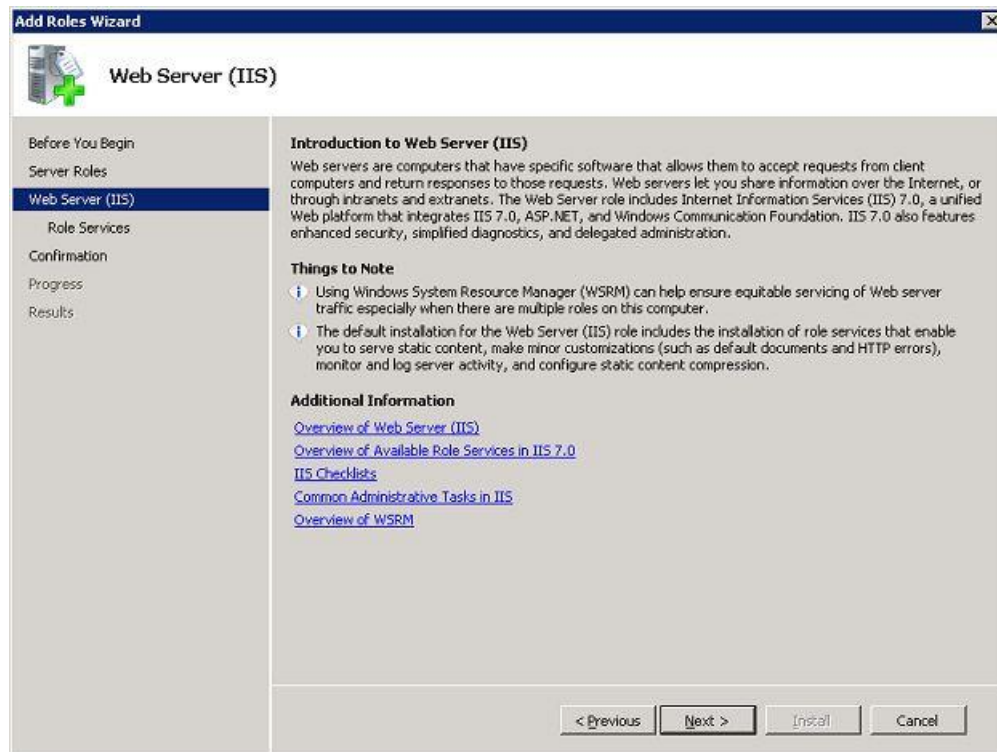 Add Roles Wizard
Web Server (IIS)
Before You Begin
Server Roles
Web Server (IIS)
Role Services
Confirmation
Progress
Results
Introduction to Web Server (IIS)
Web servers are computers that have specific software that allows them to accept requests from client
computers and return responses to those requests. Web servers let you share information over the Internet, or
through intranets and extranets. The Web Server role includes Internet Information Services (IIS) 7.0, a unified
Web platform that integrates IIS 7.0, ASP.NET, and Windows Communication Foundation. IIS 7.0 also features
enhanced security, simplified diagnostics, and delegated administration.
Things to Note
Using Windows System Resource Manager (WSRM) can help ensure equitable servicing of Web server
traffic especially when there are multiple roles on this computer.
The default installation for the Web Server (IIS) role includes the installation of role services that enable
you to serve static content, make minor customizations (such as default documents and HTTP errors),
monitor and log server activity, and configure static content compression.
Additional Information
Overview of Web Server (IIS)
Overview of Available Role Services in IIS 7.0
IIS Checklists
Common Administrative Tasks in IIS
Overview of WSRM
< Previous Next > Install Cancel